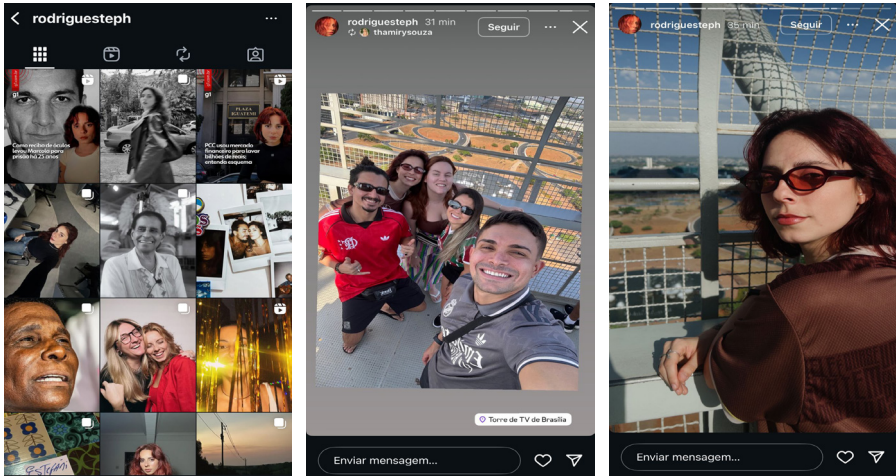 rodriguesteph
g1
Como recibo de óculos
levou Marcola para
prisão há 25 anos
g1
PLAZA
IGUATEMI
PCC usou mercado
financeiro para lavar
bilhões de reais;
entenda esquema
rodriguesteph 31 min
thamirysouza
Seguir
Torre de TV de Brasília
Enviar mensagem...
rodriguesteph 35 min
Seguir
Enviar mensagem...